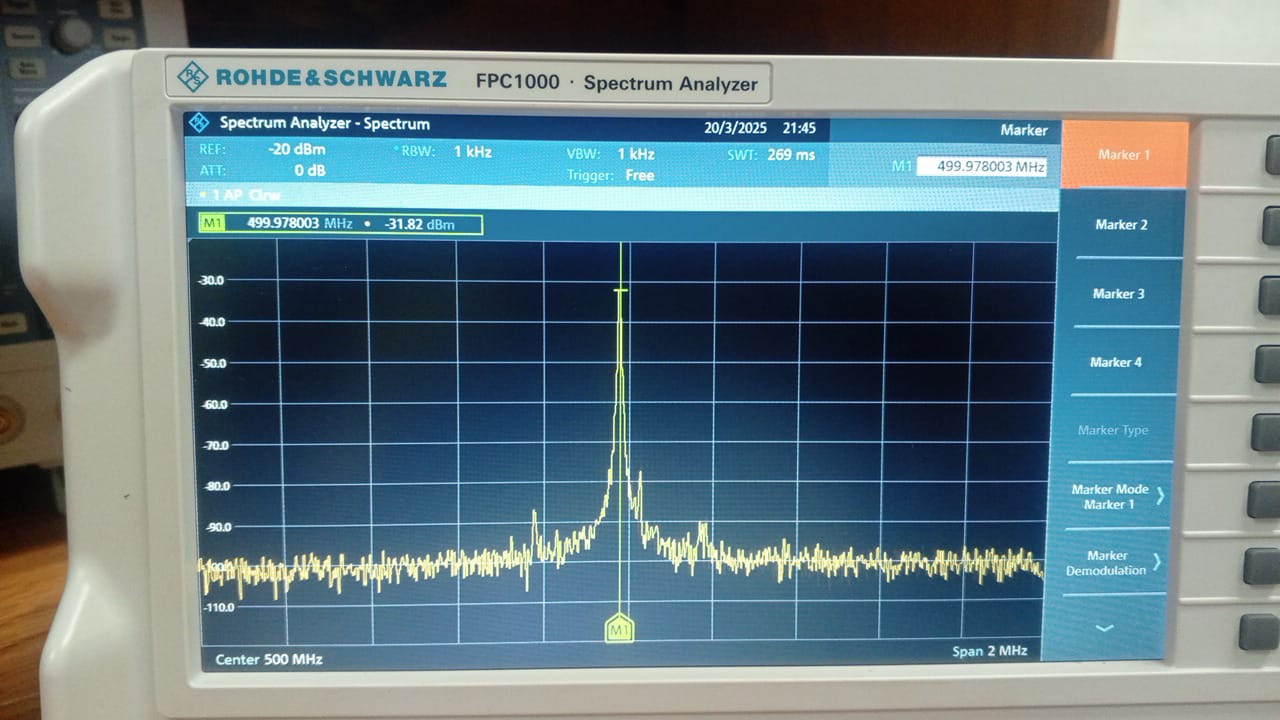 ROHDE&SCHWARZ FPC1000 · Spectrum Analyzer
Spectrum Analyzer - Spectrum 20/3/2025 21:45 Marker
REF: -20 dBm * RBW: 1 kHz VBW: 1 kHz SWT: 269 ms
ATT: 0 dB Trigger: Free
M1 499.978003 MHz
1 AP Clrw
M1 499.978003 MHz • -31.82 dBm
-30.0
-40.0
-50.0
-60.0
-70.0
-80.0
-90.0
-100.0
-110.0
M1
Center 500 MHz Span 2 MHz
Marker 1
Marker 2
Marker 3
Marker 4
Marker Type
Marker Mode
Marker 1
Marker
Demodulation